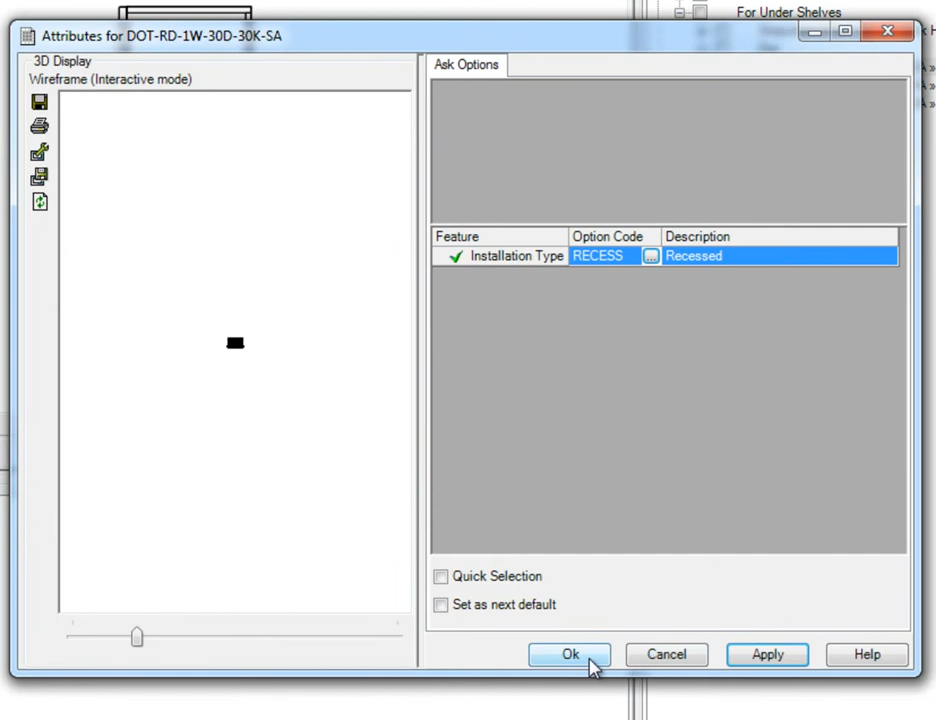 For Under Shelves
Attributes for DOT-RD-1W-30D-30K-SA
3D Display
Wireframe (Interactive mode)
Ask Options
Feature Option Code Description
Installation Type RECESS ... Recessed
Quick Selection
Set as next default
Ok Cancel Apply Help